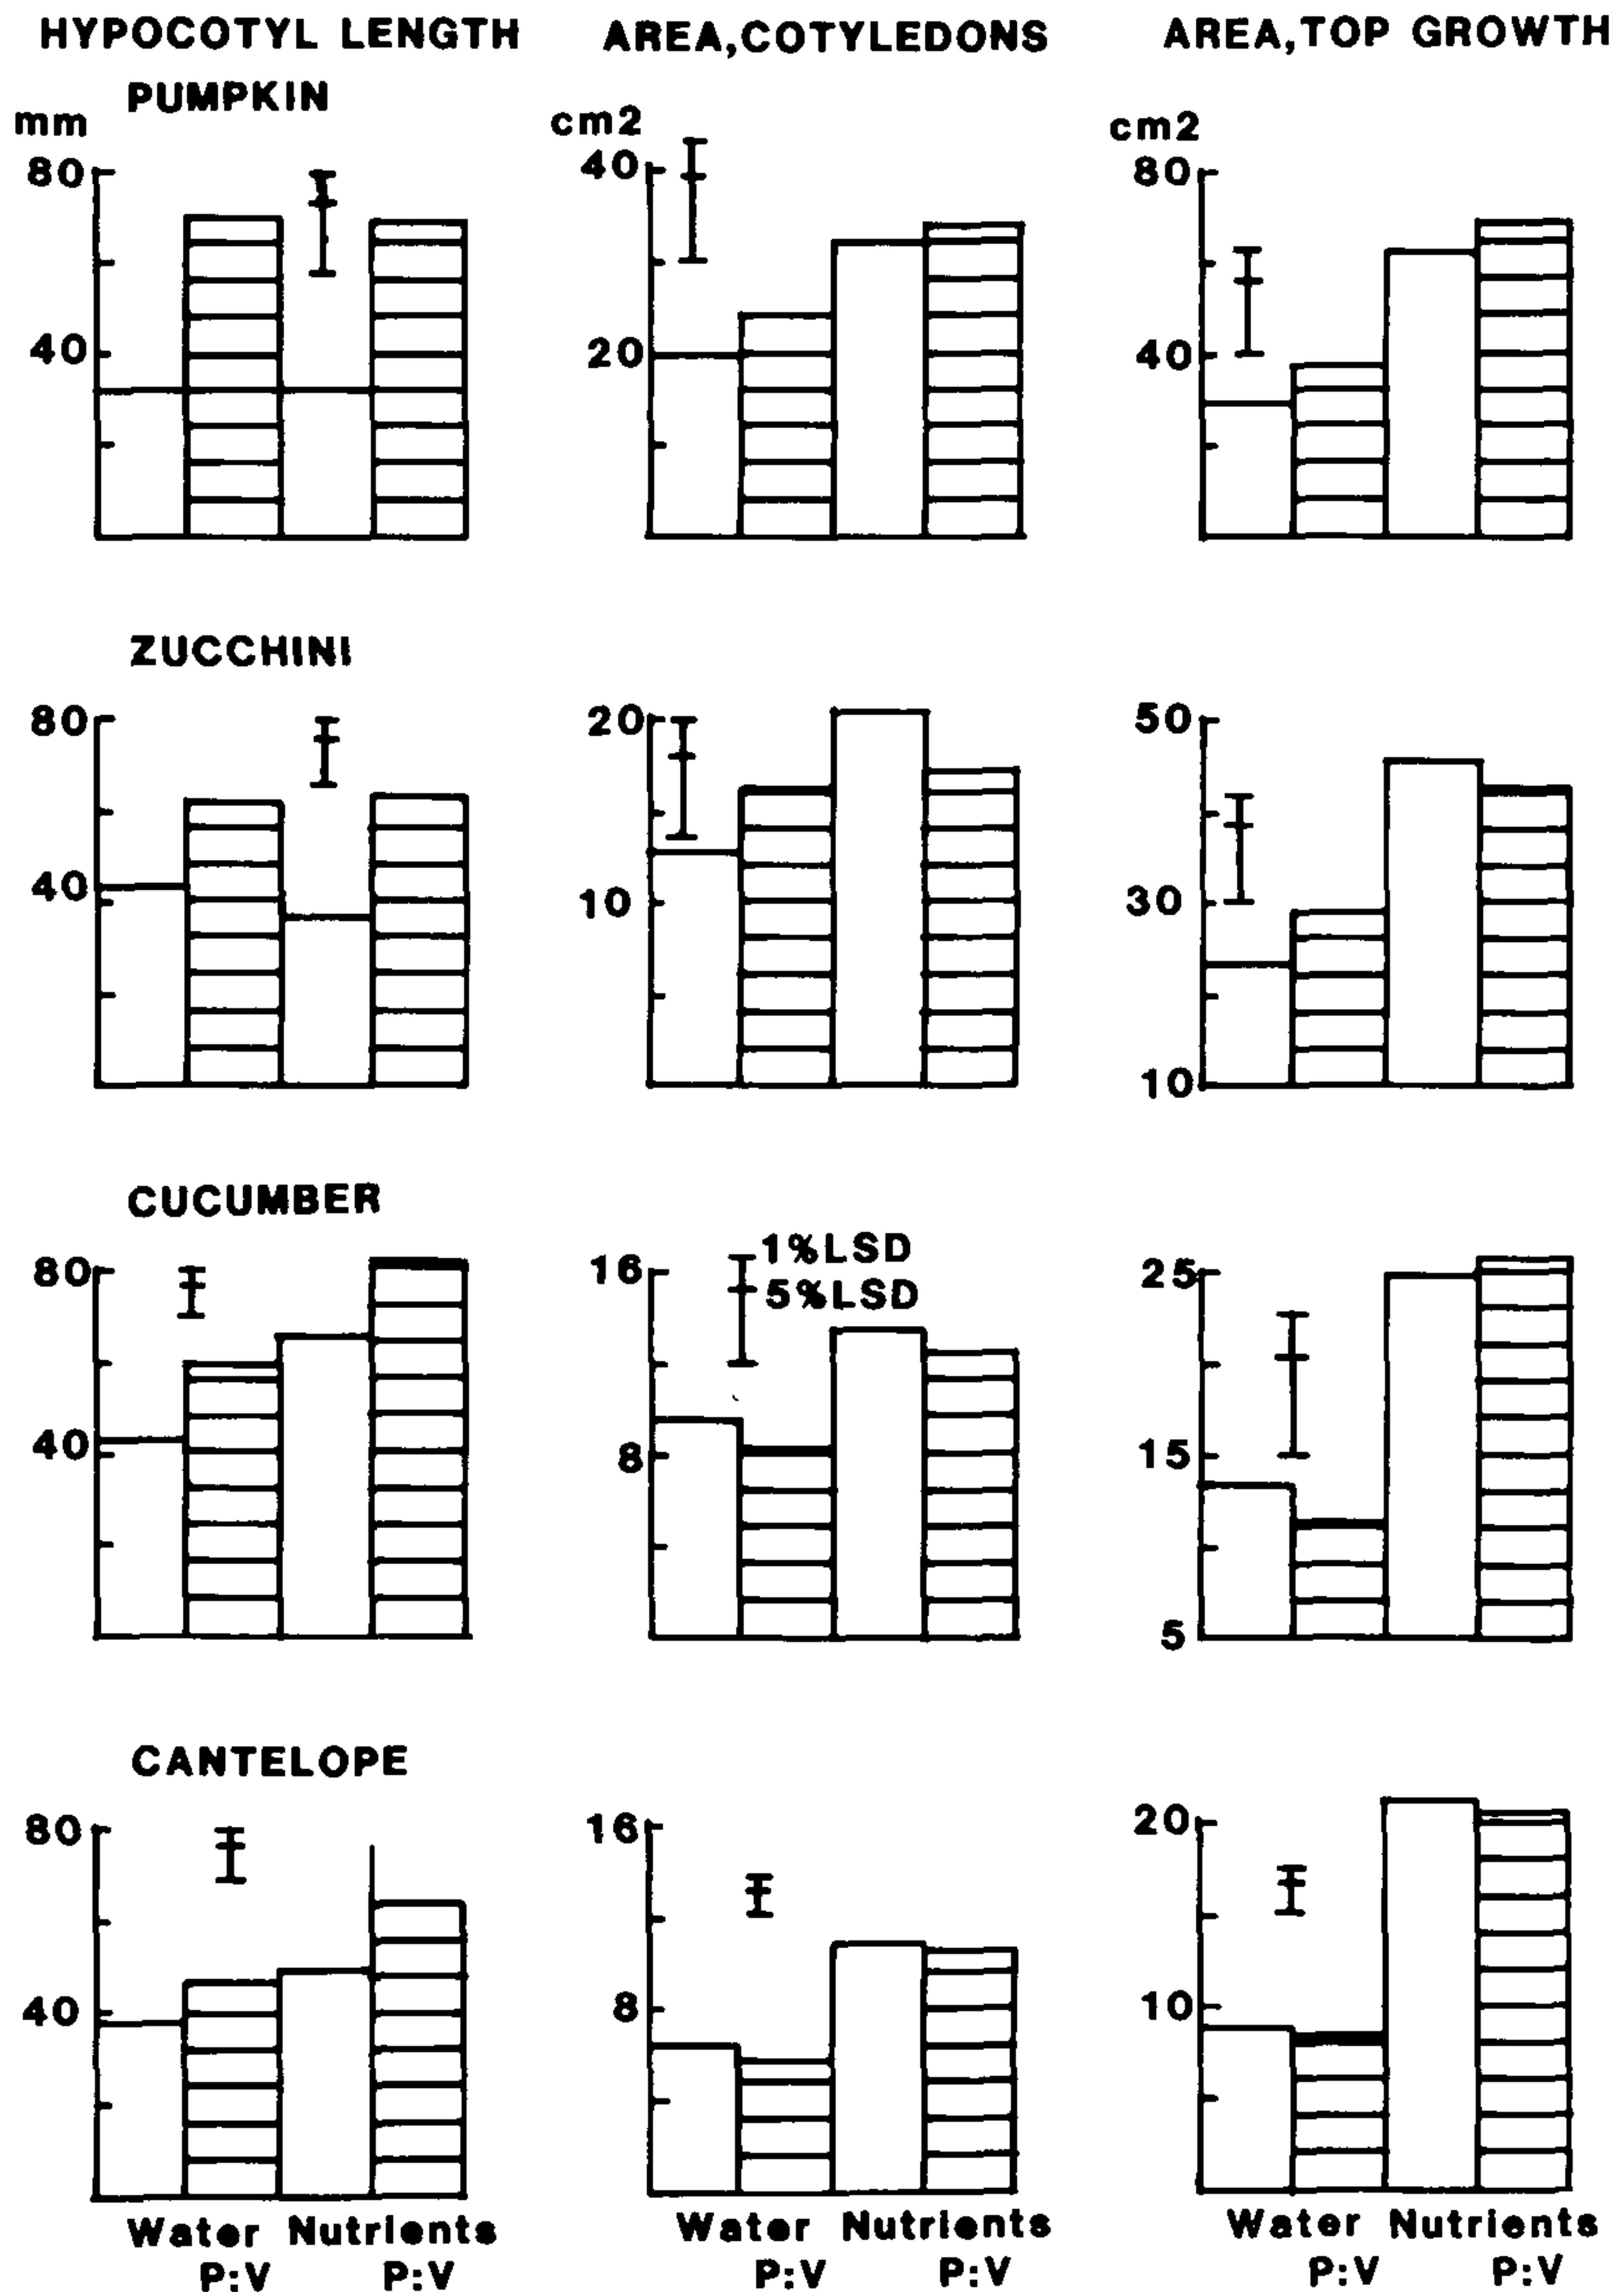 HYPOCOTYL LENGTH AREA,COTYLEDONS AREA,TOP GROWTH
PUMPKIN
mm cm2 cm2
80 40 80
40 20 40
ZUCCHINI
80 20 50
40 10 30
10
CUCUMBER
1%LSD
80 16 25
5%LSD
40 8 15
5
CANTELOPE
80 16 20
40 8 10
Water Nutrients Water Nutrients Water Nutrients
P:V P:V P:V P:V P:V P:V